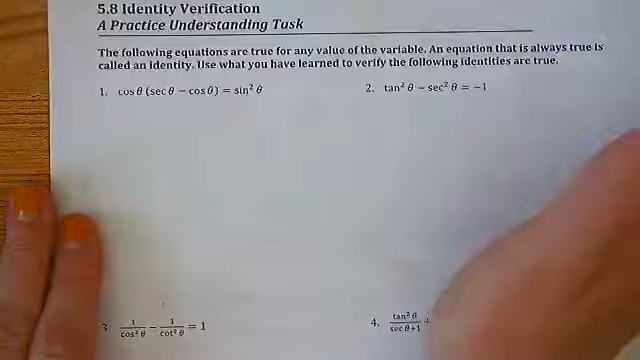 5.8 Identity Verification
A Practice Understanding Task
The following equations are true for any value of the variable. An equation that is always true is
called an identity. Use what you have learned to verify the following identities are true.
1. cos θ (sec θ − cos θ) = sin² θ
2. tan² θ − sec² θ = −1
3 1/cos² θ − 1/cot² θ = 1
4. tan² θ/sec θ+1 +